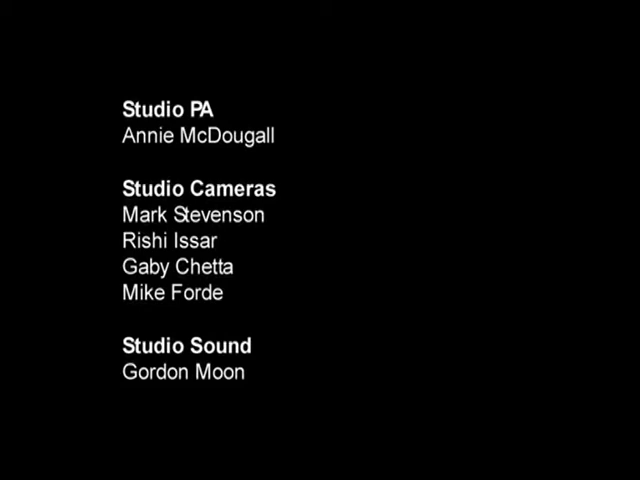 Studio PA
Annie McDougall
Studio Cameras
Mark Stevenson
Rishi Issar
Gaby Chetta
Mike Forde
Studio Sound
Gordon Moon